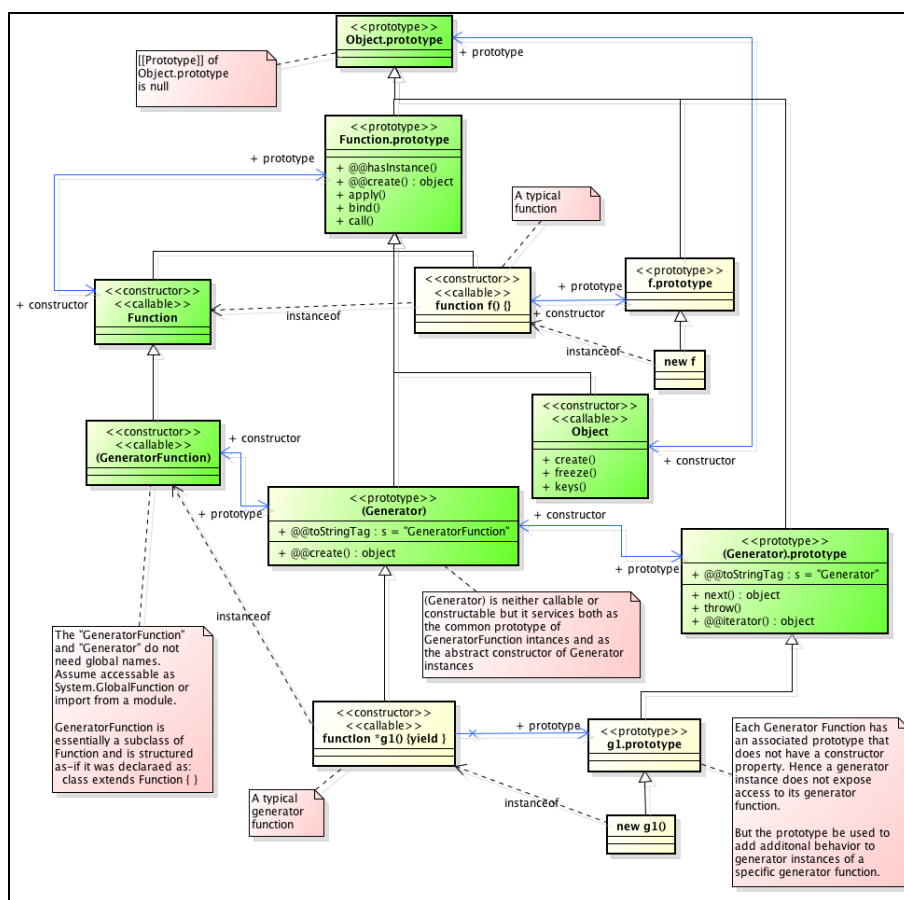 <<prototype>>
Object.prototype
+ prototype
[[Prototype]] of
Object.prototype
is null
<<prototype>>
Function.prototype
+ @@hasInstance()
+ @@create() : object
+ apply()
+ bind()
+ call()
+ prototype
A typical
function
<<constructor>>
<<callable>>
Function
+ constructor
<<constructor>>
<<callable>>
function f() {}
instanceof
+ prototype
+ constructor
<<prototype>>
f.prototype
instanceof
new f
<<constructor>>
<<callable>>
Object
+ create()
+ freeze()
+ keys()
+ constructor
<<constructor>>
<<callable>>
(GeneratorFunction)
+ constructor
+ prototype
<<prototype>>
(Generator)
+ @@toStringTag : s = "GeneratorFunction"
+ @@create() : object
+ constructor
+ prototype
<<prototype>>
(Generator).prototype
+ @@toStringTag : s = "Generator"
+ next() : object
+ throw()
+ @@iterator() : object
instanceof
(Generator) is neither callable or
constructable but it services both as
the common prototype of
GeneratorFunction intances and as
the abstract constructor of Generator
instances
The "GeneratorFunction"
and "Generator" do not
need global names.
Assume accessable as
System.GlobalFunction or
import from a module.
GeneratorFunction is
essentially a subclass of
Function and is structured
as-if it was declaraed as:
class extends Function { }
<<constructor>>
<<callable>>
function *g1() {yield }
+ prototype
<<prototype>>
g1.prototype
Each Generator Function has
an associated prototype that
does not have a constructor
property. Hence a generator
instance does not expose
access to its generator
function.
But the prototype be used to
add additonal behavior to
generator instances of a
specific generator function.
A typical
generator
function
instanceof
new g1()